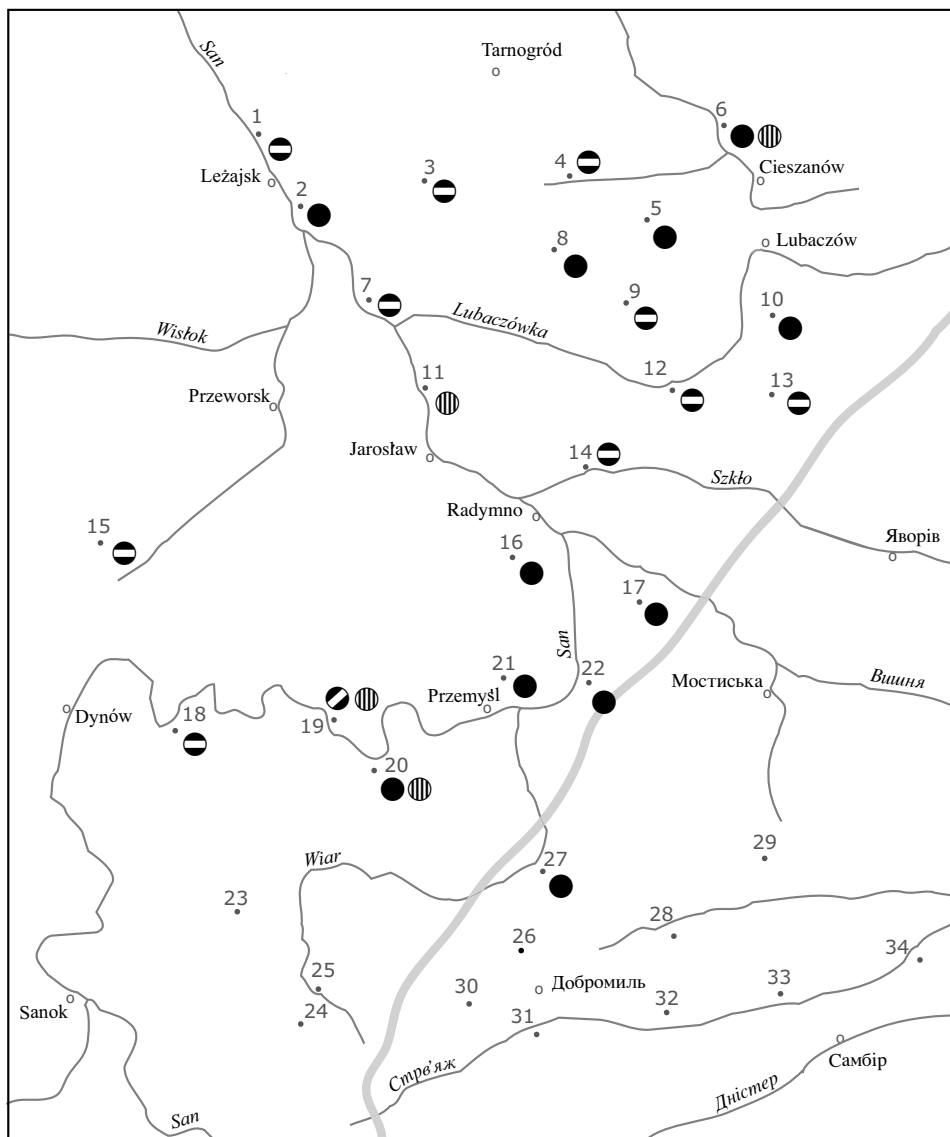 San
Tarnogród
1
3
4
6
Leżajsk
Cieszanów
2
5
8
Lubaczów
7
9
10
Wisłok
Lubaczówka
Przeworsk
11
12
13
Jarosław
14
Szkło
Radymno
15
16
Яворів
17
San
21
22
Мостиська
Вишня
Dynów
18
19
Przemyśl
20
Wiar
27
29
23
28
26
34
25
30
Добромиль
33
Sanok
24
31
32
Самбір
Стрв'яж
Дністер
San